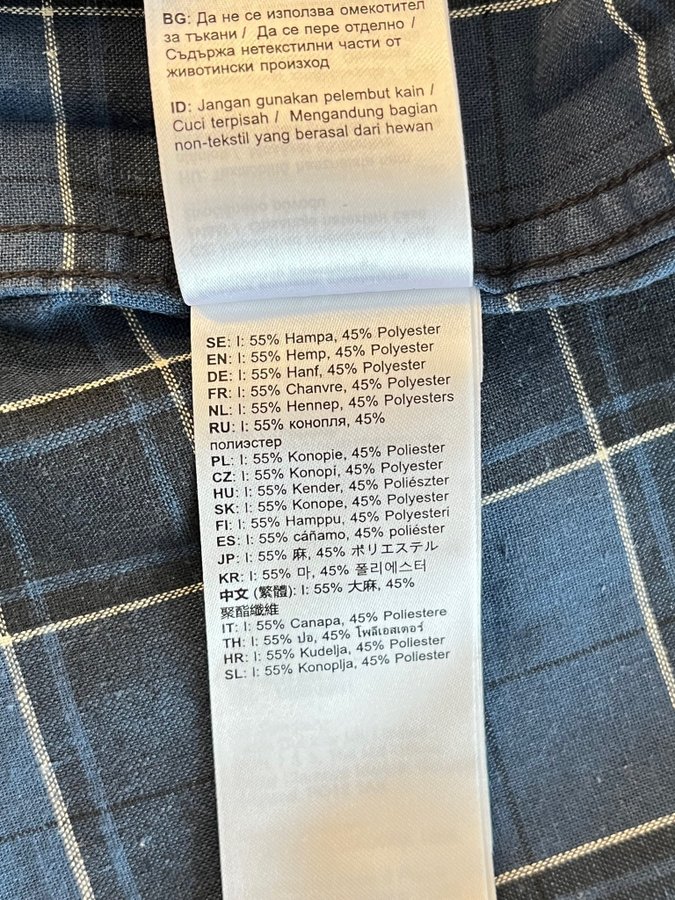 BG: Да не се използва омекотител
за тъкани / Да се пере отделно /
Съдържа нетекстилни части от
животински произход
ID: Jangan gunakan pelembut kain /
Cuci terpisah / Mengandung bagian
non-tekstil yang berasal dari hewan
SE: I: 55% Hampa, 45% Polyester
EN: I: 55% Hemp, 45% Polyester
DE: I: 55% Hanf, 45% Polyester
FR: I: 55% Chanvre, 45% Polyester
NL: I: 55% Hennep, 45% Polyesters
RU: I: 55% конопля, 45%
полиэстер
PL: I: 55% Konopie, 45% Poliester
CZ: I: 55% Konopí, 45% Polyester
HU: I: 55% Kender, 45% Poliészter
SK: I: 55% Konope, 45% Polyester
FI: I: 55% Hamppu, 45% Polyesteri
ES: I: 55% cáñamo, 45% poliéster
JP: I: 55% 麻, 45% ポリエステル
KR: I: 55% 마, 45% 폴리에스터
中文 (繁體): I: 55% 大麻, 45%
聚酯纖維
IT: I: 55% Canapa, 45% Poliestere
TH: I: 55% ปอ, 45% โพลีเอสเตอร์
HR: I: 55% Kudelja, 45% Poliester
SL: I: 55% Konoplja, 45% Poliester